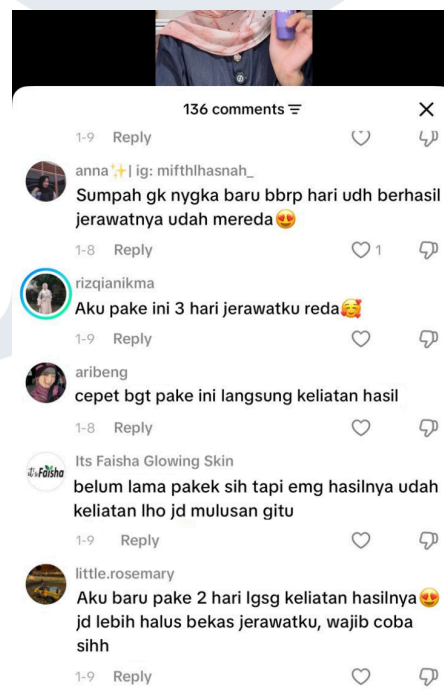 136 comments
1-9 Reply
anna✨| ig: mifthlhasnah_
Sumpah gk nygka baru bbrp hari udh berhasil
jerawatnya udah mereda😍
1-8 Reply 1
rizqianikma
Aku pake ini 3 hari jerawatku reda🥰
1-9 Reply
aribeng
cepet bgt pake ini langsung keliatan hasil
1-8 Reply
it's Faisha
Its Faisha Glowing Skin
belum lama pakek sih tapi emg hasilnya udah
keliatan lho jd mulusan gitu
1-9 Reply
little.rosemary
Aku baru pake 2 hari lgsg keliatan hasilnya😍
jd lebih halus bekas jerawatku, wajib coba
sihh
1-9 Reply